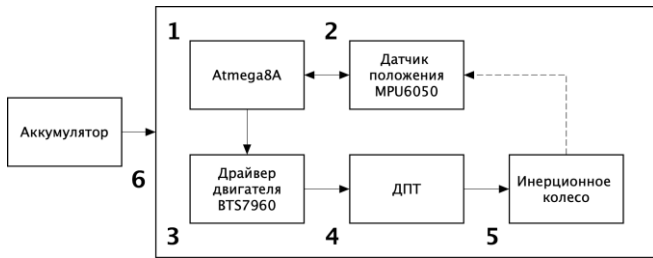 1
2
Atmega8A
Датчик
положения
MPU6050
Аккумулятор
6
Драйвер
двигателя
BTS7960
ДПТ
Инерционное
колесо
3
4
5